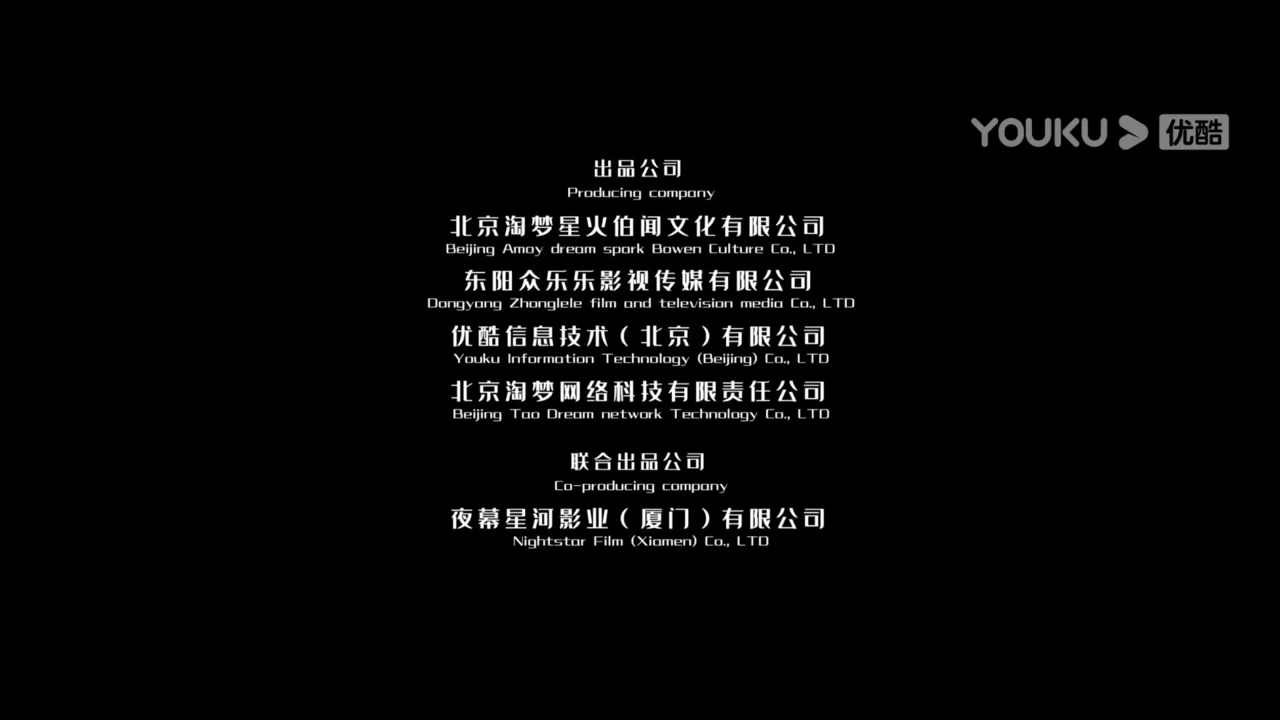 YOUKU 优酷
出品公司
Producing company
北京淘梦星火伯闻文化有限公司
Beijing Amoy dream spark Bowen Culture Co., LTD
东阳众乐乐影视传媒有限公司
Dongyang Zhonglele film and television media Co., LTD
优酷信息技术（北京）有限公司
Youku Information Technology (Beijing) Co., LTD
北京淘梦网络科技有限责任公司
Beijing Tao Dream network Technology Co., LTD
联合出品公司
Co-producing company
夜幕星河影业（厦门）有限公司
Nightstar Film (Xiamen) Co., LTD